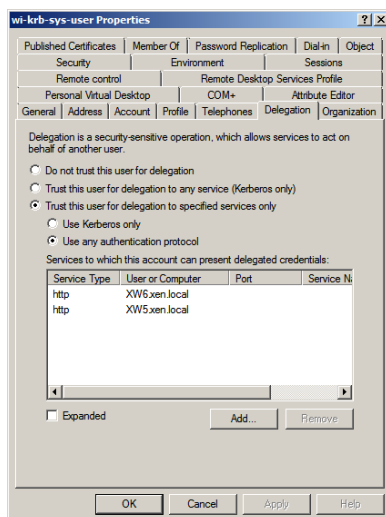 wi-krb-sys-user Properties
Published Certificates Member Of Password Replication Dial-in Object
Security Environment Sessions
Remote control Remote Desktop Services Profile
Personal Virtual Desktop COM+ Attribute Editor
General Address Account Profile Telephones Delegation Organization
Delegation is a security-sensitive operation, which allows services to act on
behalf of another user.
Do not trust this user for delegation
Trust this user for delegation to any service (Kerberos only)
Trust this user for delegation to specified services only
Use Kerberos only
Use any authentication protocol
Services to which this account can present delegated credentials:
Service Type User or Computer Port Service N
http XW6.xen.local
http XW5.xen.local
Expanded Add... Remove
OK Cancel Apply Help